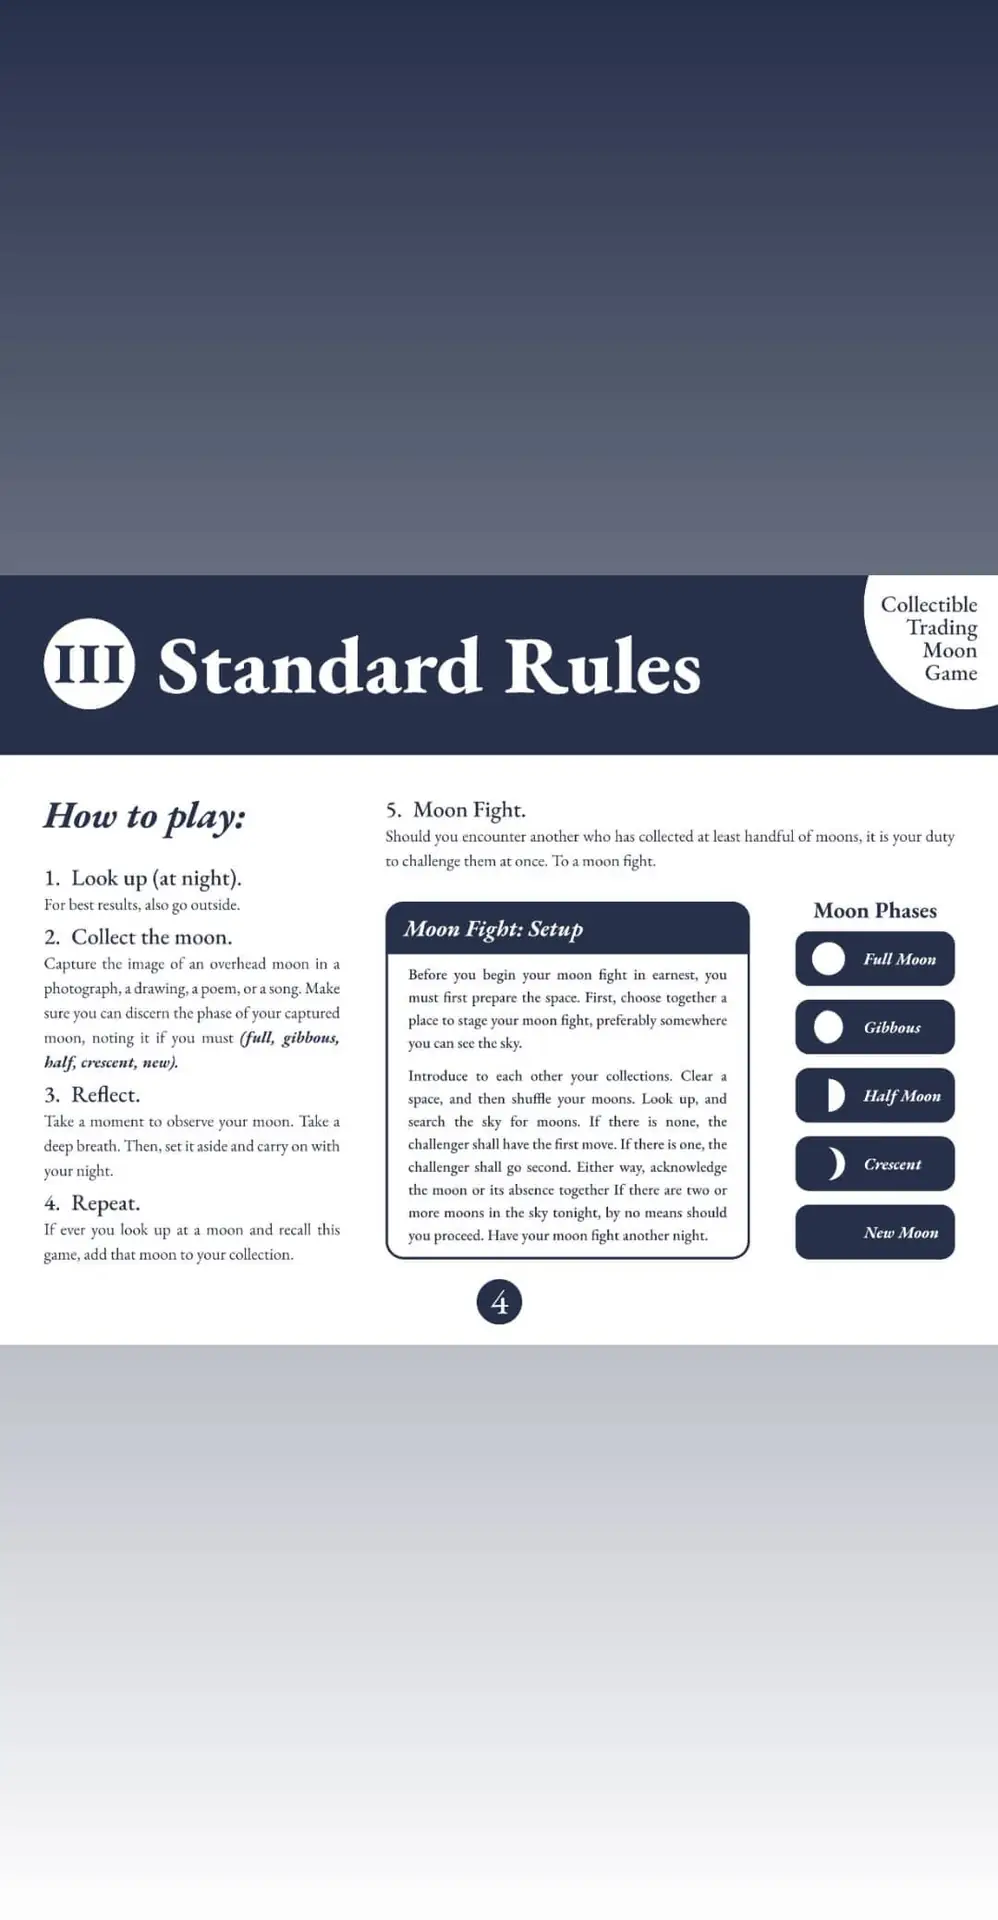 III Standard Rules
Collectible
Trading
Moon
Game
How to play:
1. Look up (at night).
For best results, also go outside.
2. Collect the moon.
Capture the image of an overhead moon in a
photograph, a drawing, a poem, or a song. Make
sure you can discern the phase of your captured
moon, noting it if you must (full, gibbous,
half, crescent, new).
3. Reflect.
Take a moment to observe your moon. Take a
deep breath. Then, set it aside and carry on with
your night.
4. Repeat.
If ever you look up at a moon and recall this
game, add that moon to your collection.
5. Moon Fight.
Should you encounter another who has collected at least handful of moons, it is your duty
to challenge them at once. To a moon fight.
Moon Fight: Setup
Before you begin your moon fight in earnest, you
must first prepare the space. First, choose together a
place to stage your moon fight, preferably somewhere
you can see the sky.
Introduce to each other your collections. Clear a
space, and then shuffle your moons. Look up, and
search the sky for moons. If there is none, the
challenger shall have the first move. If there is one, the
challenger shall go second. Either way, acknowledge
the moon or its absence together If there are two or
more moons in the sky tonight, by no means should
you proceed. Have your moon fight another night.
Moon Phases
Full Moon
Gibbous
Half Moon
Crescent
New Moon
4